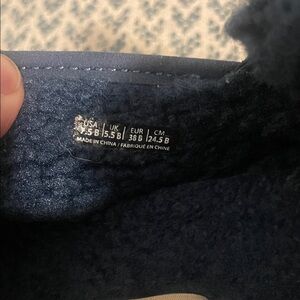 USA | UK | EUR | CM
7.5 B | 5.5 B | 38 B | 24.5 B
MADE IN CHINA / FABRIQUÉ EN CHINE